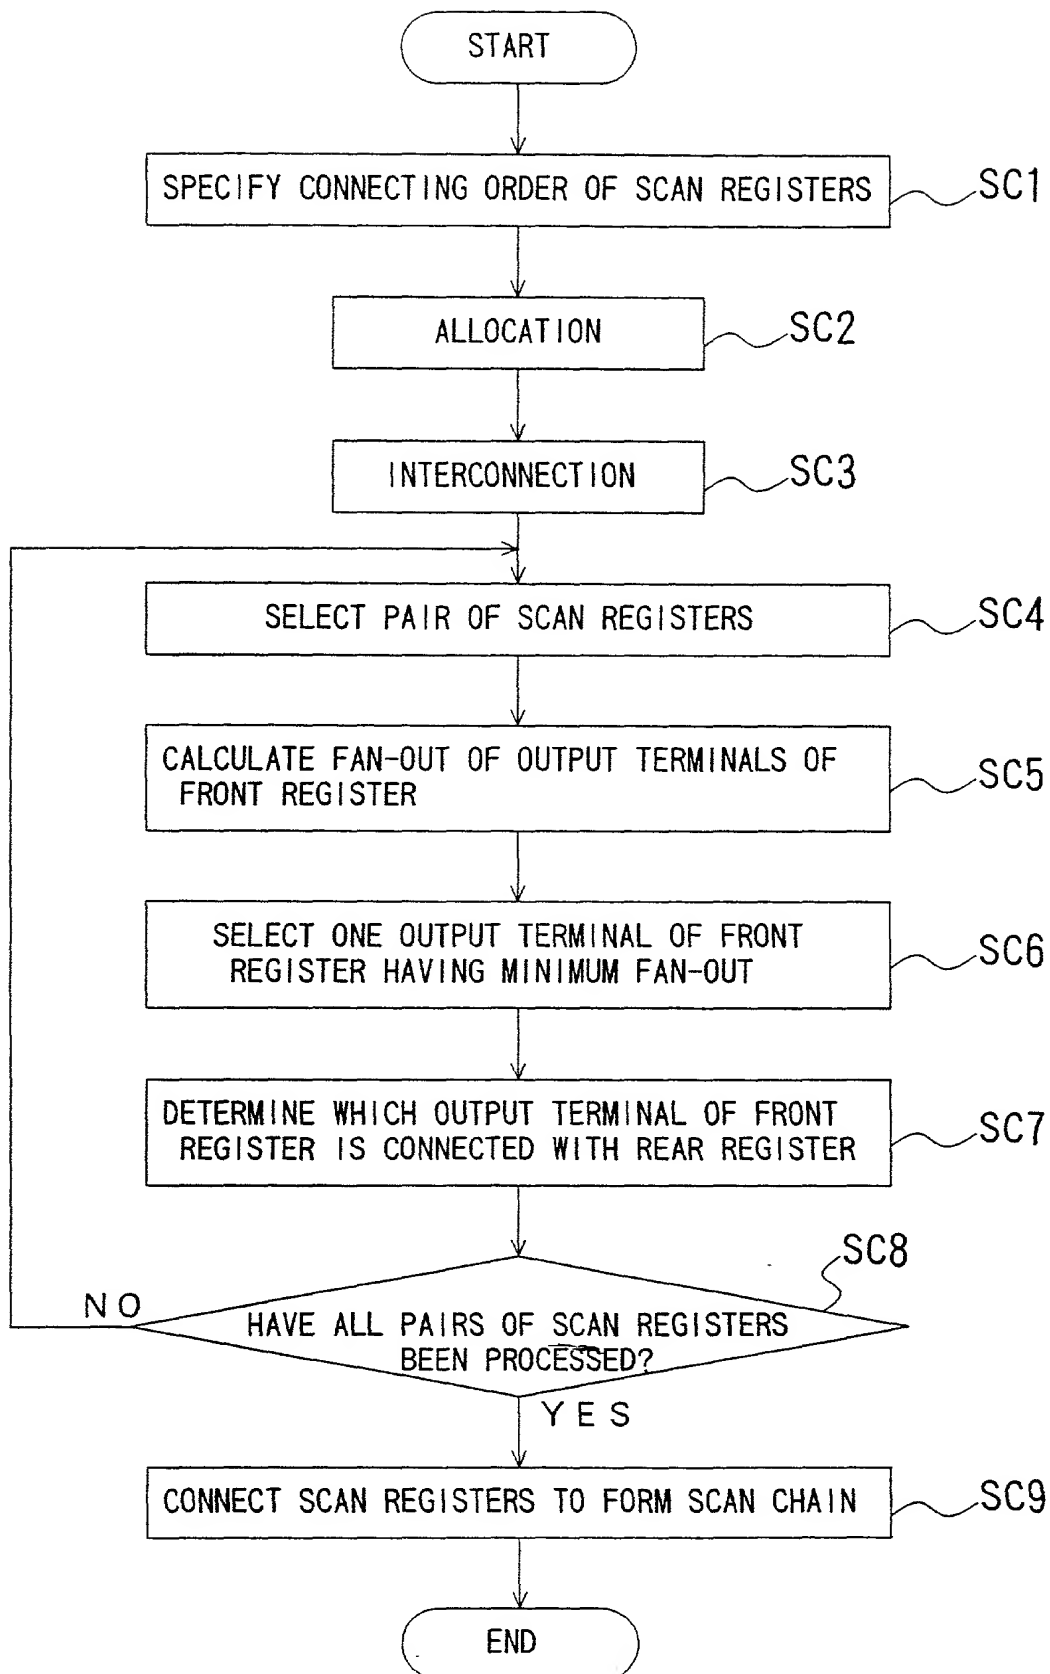 START
SPECIFY CONNECTING ORDER OF SCAN REGISTERS
SC1
ALLOCATION
SC2
INTERCONNECTION
SC3
SELECT PAIR OF SCAN REGISTERS
SC4
CALCULATE FAN-OUT OF OUTPUT TERMINALS OF
FRONT REGISTER
SC5
SELECT ONE OUTPUT TERMINAL OF FRONT
REGISTER HAVING MINIMUM FAN-OUT
SC6
DETERMINE WHICH OUTPUT TERMINAL OF FRONT
REGISTER IS CONNECTED WITH REAR REGISTER
SC7
SC8
NO
HAVE ALL PAIRS OF SCAN REGISTERS
BEEN PROCESSED?
YES
CONNECT SCAN REGISTERS TO FORM SCAN CHAIN
SC9
END